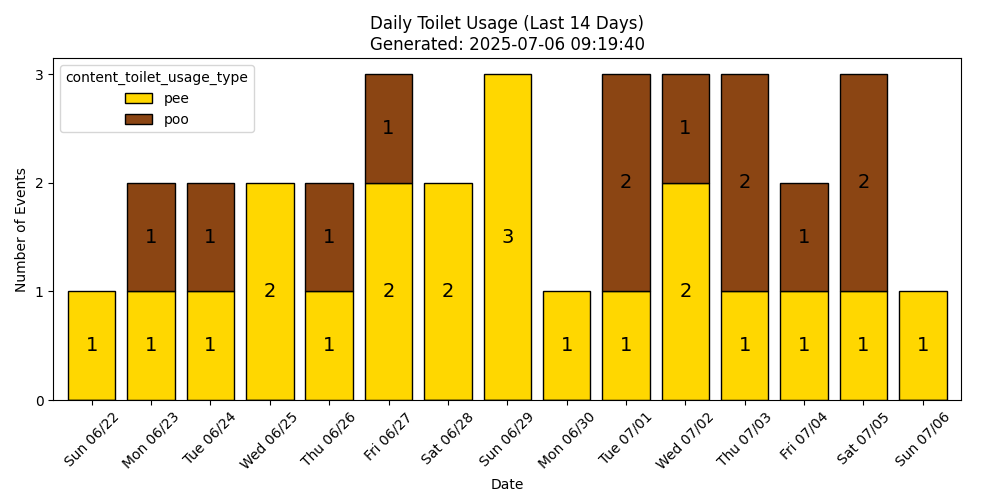 Daily Toilet Usage (Last 14 Days)
Generated: 2025-07-06 09:19:40
content_toilet_usage_type
pee
poo
Number of Events
3
2
1
0
1
1
1
1
1
2
1
1
1
2
2
3
1
2
1
1
2
2
1
1
1
2
1
1
Sun 06/22
Mon 06/23
Tue 06/24
Wed 06/25
Thu 06/26
Fri 06/27
Sat 06/28
Sun 06/29
Mon 06/30
Tue 07/01
Wed 07/02
Thu 07/03
Fri 07/04
Sat 07/05
Sun 07/06
Date